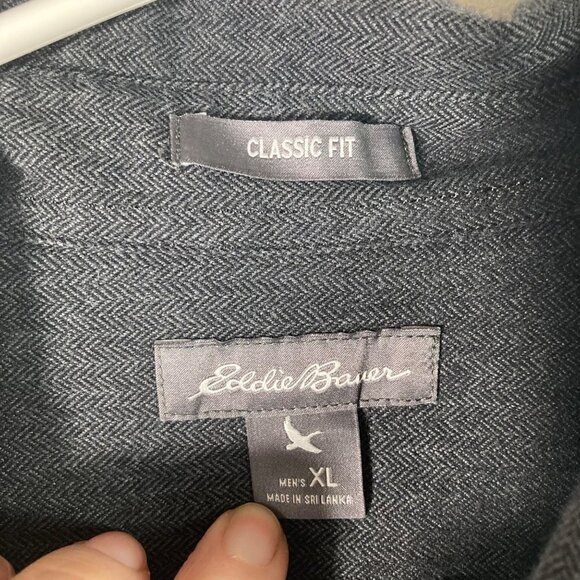 CLASSIC FIT
Eddie Bauer
MEN'S XL
MADE IN SRI LANKA